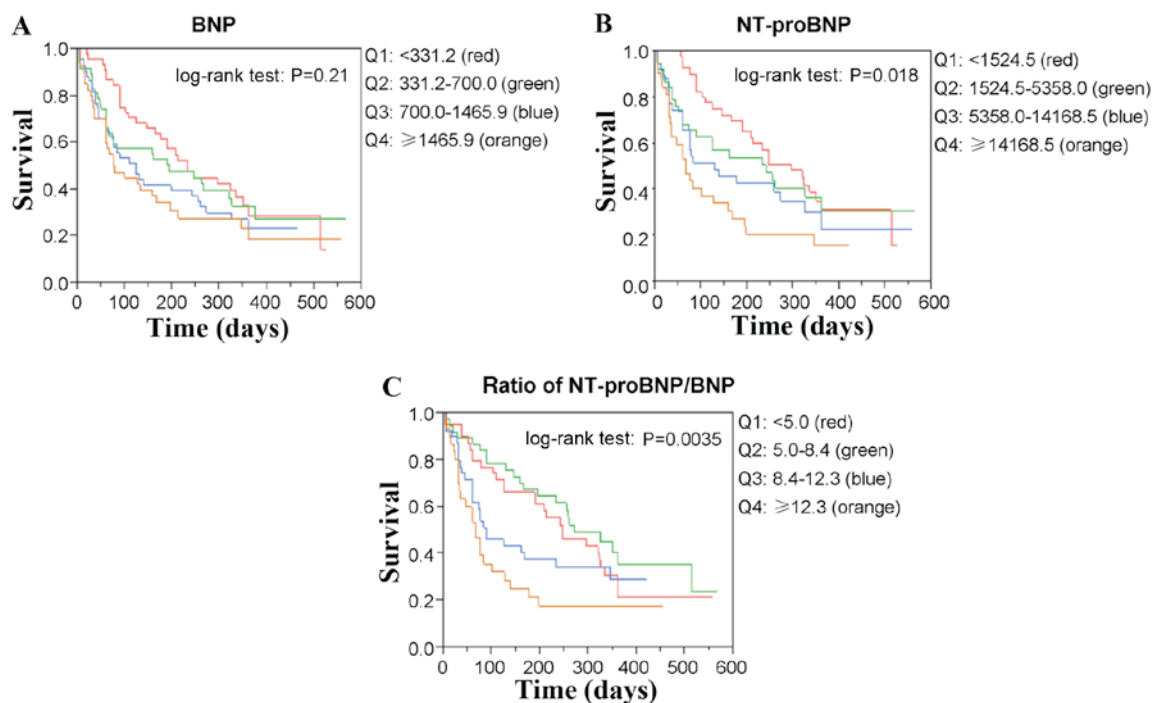 A
BNP
Q1: <331.2 (red)
log-rank test: P=0.21
Q2: 331.2-700.0 (green)
Q3: 700.0-1465.9 (blue)
Q4: ≥1465.9 (orange)
Survival
1.0
0.8
0.6
0.4
0.2
0.0
0 100 200 300 400 500 600
Time (days)
B
NT-proBNP
Q1: <1524.5 (red)
log-rank test: P=0.018
Q2: 1524.5-5358.0 (green)
Q3: 5358.0-14168.5 (blue)
Q4: ≥14168.5 (orange)
Survival
1.0
0.8
0.6
0.4
0.2
0.0
0 100 200 300 400 500 600
Time (days)
C
Ratio of NT-proBNP/BNP
Q1: <5.0 (red)
log-rank test: P=0.0035
Q2: 5.0-8.4 (green)
Q3: 8.4-12.3 (blue)
Q4: ≥12.3 (orange)
Survival
1.0
0.8
0.6
0.4
0.2
0.0
0 100 200 300 400 500 600
Time (days)